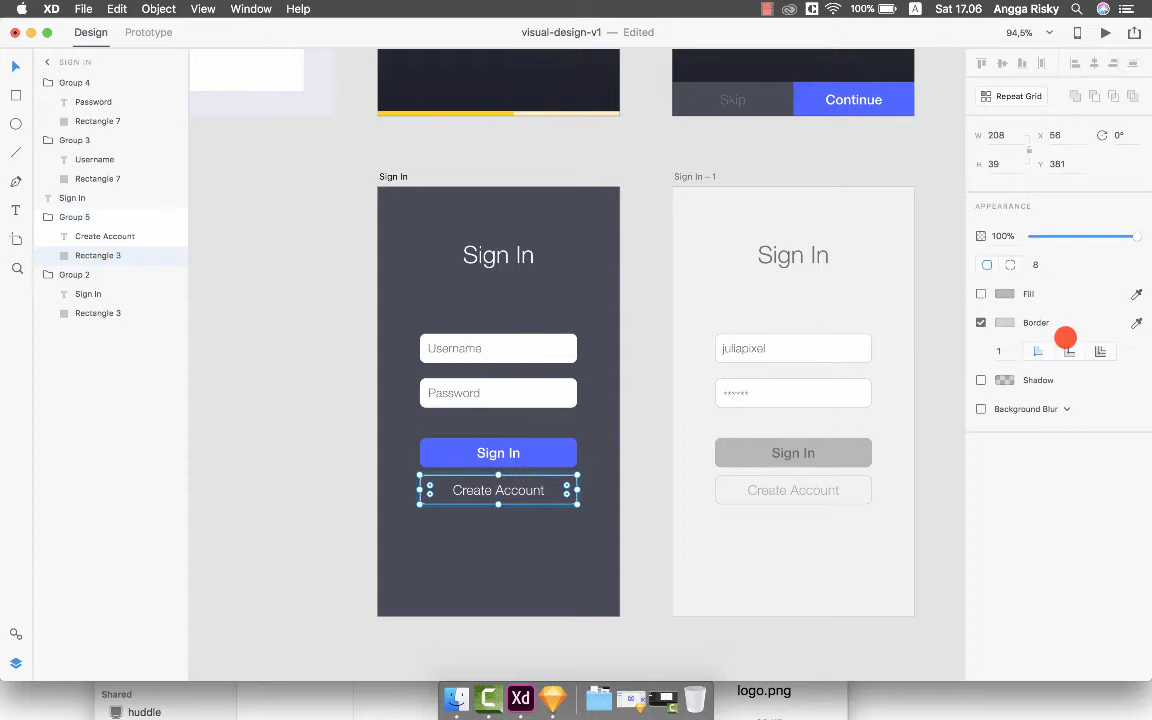 XD File Edit Object View Window Help 100% A Sat 17.06 Angga Risky
Design Prototype visual-design-v1 — Edited 94,5%
SIGN IN
Group 4
Password
Rectangle 7
Group 3
Username
Rectangle 7
Sign In
Group 5
Create Account
Rectangle 3
Group 2
Sign In
Rectangle 3
Skip Continue
Sign In
Sign In
Username
Password
Sign In
Create Account
Sign In – 1
Sign In
juliapixel
******
Sign In
Create Account
Repeat Grid
W 208 X 56 0°
H 39 Y 381
APPEARANCE
100%
8
Fill
Border
1
Shadow
Background Blur
Shared
huddle
Xd
logo.png